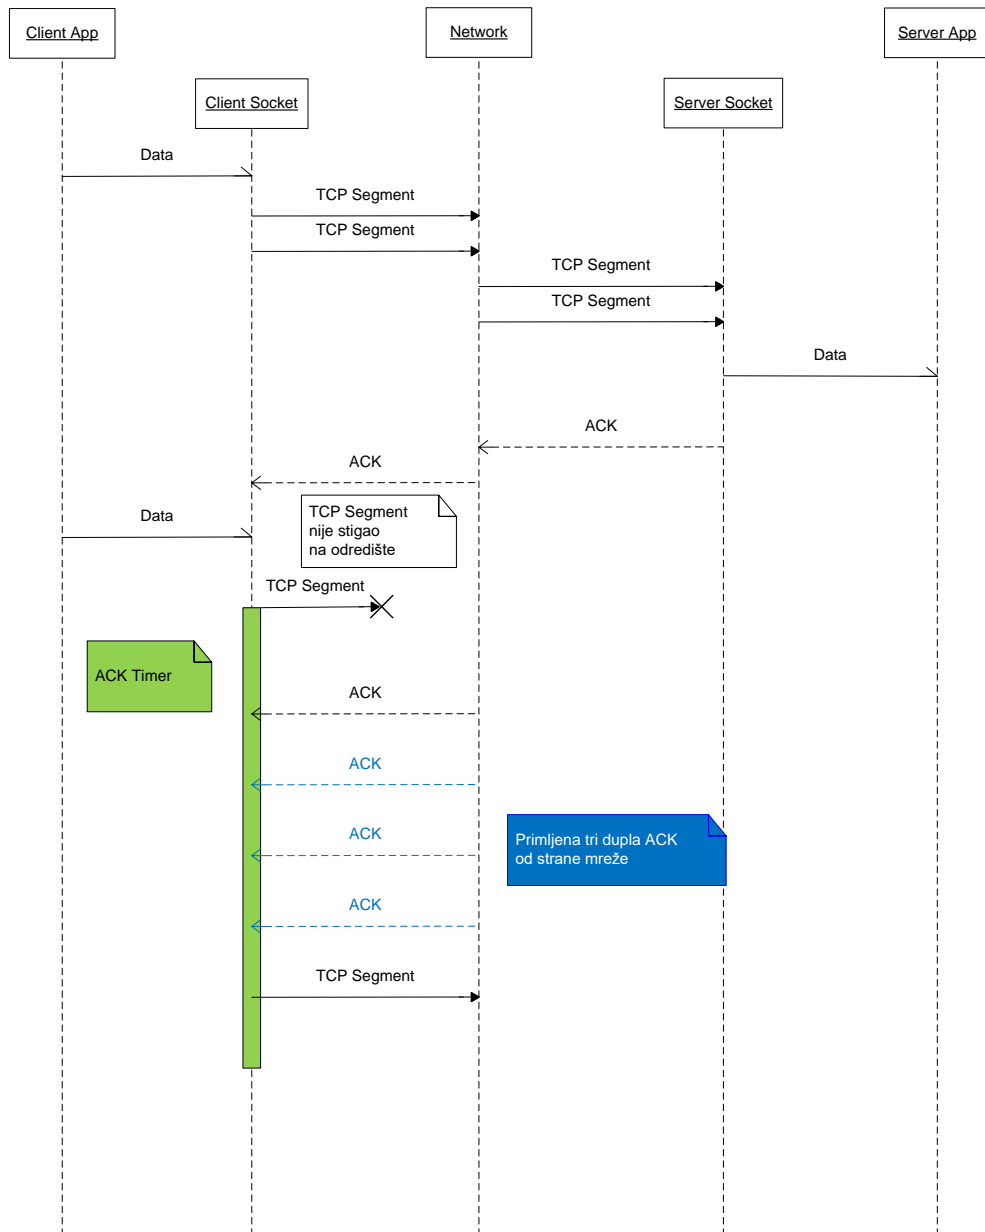 Client App
Network
Server App
Client Socket
Server Socket
Data
TCP Segment
TCP Segment
TCP Segment
TCP Segment
Data
ACK
ACK
TCP Segment
nije stigao
na odredište
Data
TCP Segment
ACK Timer
ACK
ACK
ACK
Primljena tri dupla ACK
od strane mreže
ACK
TCP Segment